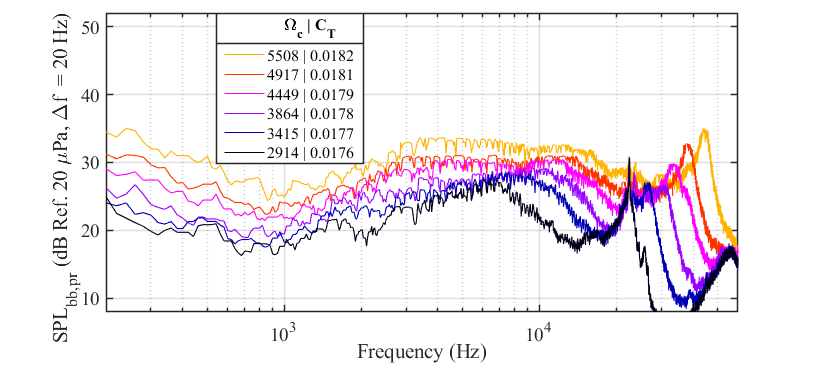 Ω_c | C_T
5508 | 0.0182
4917 | 0.0181
4449 | 0.0179
3864 | 0.0178
3415 | 0.0177
2914 | 0.0176
SPL_bb,pr (dB Ref. 20 μPa, Δf = 20 Hz)
50
40
30
20
10
10^3
10^4
Frequency (Hz)